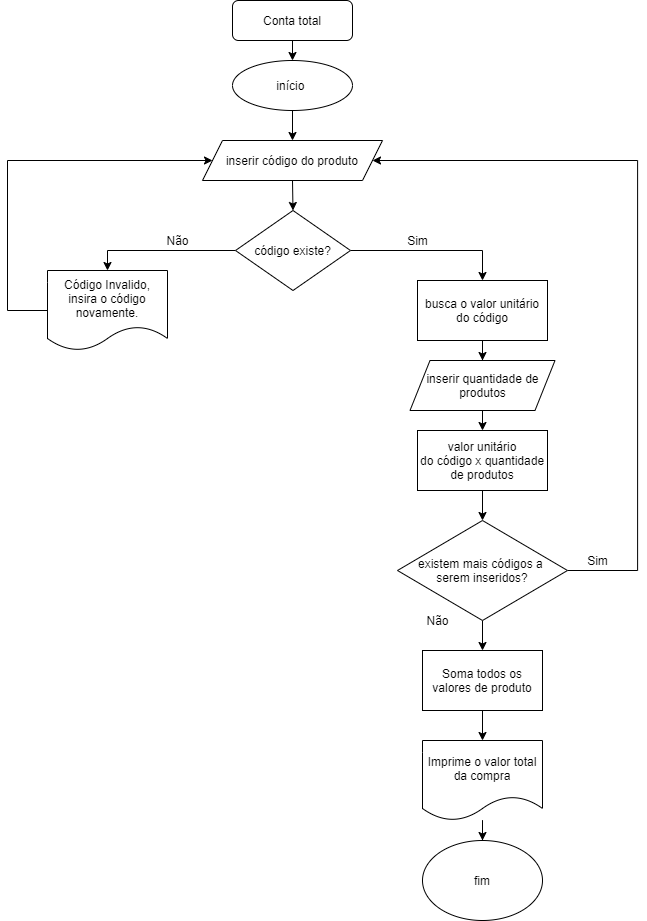 Conta total
início
inserir código do produto
código existe?
Não
Sim
Código Invalido,
insira o código
novamente.
busca o valor unitário
do código
inserir quantidade de
produtos
valor unitário
do código x quantidade
de produtos
existem mais códigos a
serem inseridos?
Sim
Não
Soma todos os
valores de produto
Imprime o valor total
da compra
fim